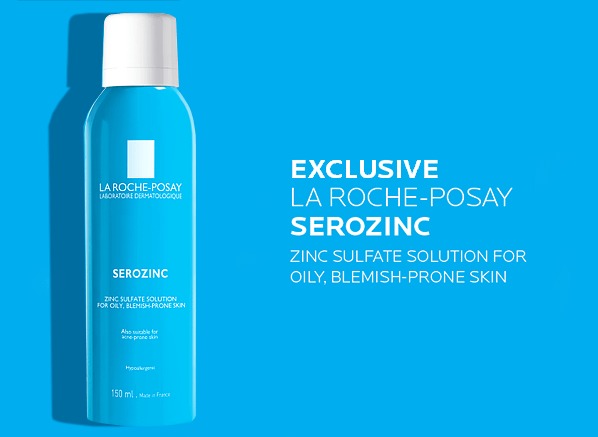 LA ROCHE-POSAY
LABORATOIRE DERMATOLOGIQUE
SEROZINC
ZINC SULFATE SOLUTION
FOR OILY, BLEMISH-PRONE SKIN
Also suitable for
acne-prone skin
Hypoallergenic
150 ml . Made in France
EXCLUSIVE
LA ROCHE-POSAY
SEROZINC
ZINC SULFATE SOLUTION FOR
OILY, BLEMISH-PRONE SKIN